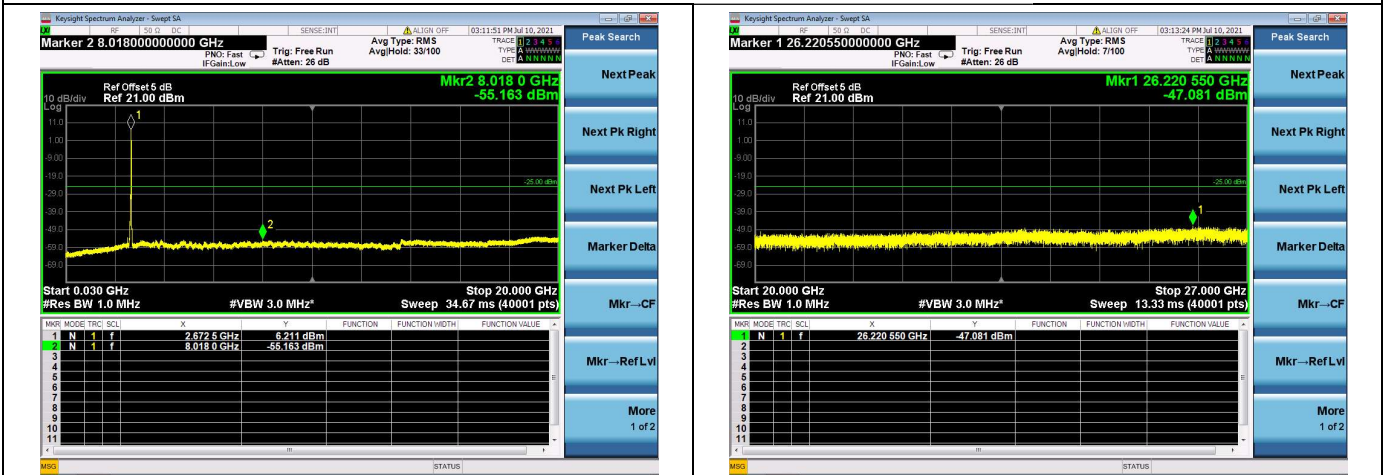 Keysight Spectrum Analyzer - Swept SA
RF 50 Ω DC SENSE:INT ALIGN OFF 03:11:51 PM Jul 10, 2021
Marker 2 8.018000000000 GHz
PNO: Fast
IFGain:Low
Trig: Free Run
#Atten: 26 dB
Avg Type: RMS
Avg|Hold: 33/100
TRACE 1 2 3 4 5 6
TYPE A WWWWW
DET A N N N N N
Peak Search
Mkr2 8.018 0 GHz
-55.163 dBm
Ref Offset 5 dB
10 dB/div Ref 21.00 dBm
Log
11.0
1.00
-9.00
-19.0
-29.0
-39.0
-49.0
-59.0
-69.0
1
-25.00 dBm
2
Start 0.030 GHz Stop 20.000 GHz
#Res BW 1.0 MHz #VBW 3.0 MHz* Sweep 34.67 ms (40001 pts)
MKR MODE TRC SCL X Y FUNCTION FUNCTION WIDTH FUNCTION VALUE
1 N 1 f 2.672 5 GHz 6.211 dBm
2 N 1 f 8.018 0 GHz -55.163 dBm
3
4
5
6
7
8
9
10
11
Next Peak
Next Pk Right
Next Pk Left
Marker Delta
Mkr→CF
Mkr→Ref Lvl
More
1 of 2
MSG STATUS
Keysight Spectrum Analyzer - Swept SA
RF 50 Ω DC SENSE:INT ALIGN OFF 03:13:24 PM Jul 10, 2021
Marker 1 26.220550000000 GHz
PNO: Fast
IFGain:Low
Trig: Free Run
#Atten: 26 dB
Avg Type: RMS
Avg|Hold: 7/100
TRACE 1 2 3 4 5 6
TYPE A WWWWW
DET A N N N N N
Peak Search
Mkr1 26.220 550 GHz
-47.081 dBm
Ref Offset 5 dB
10 dB/div Ref 21.00 dBm
Log
11.0
1.00
-9.00
-19.0
-29.0
-39.0
-49.0
-59.0
-69.0
-25.00 dBm
1
Start 20.000 GHz Stop 27.000 GHz
#Res BW 1.0 MHz #VBW 3.0 MHz* Sweep 13.33 ms (40001 pts)
MKR MODE TRC SCL X Y FUNCTION FUNCTION WIDTH FUNCTION VALUE
1 N 1 f 26.220 550 GHz -47.081 dBm
2
3
4
5
6
7
8
9
10
11
Next Peak
Next Pk Right
Next Pk Left
Marker Delta
Mkr→CF
Mkr→Ref Lvl
More
1 of 2
MSG STATUS